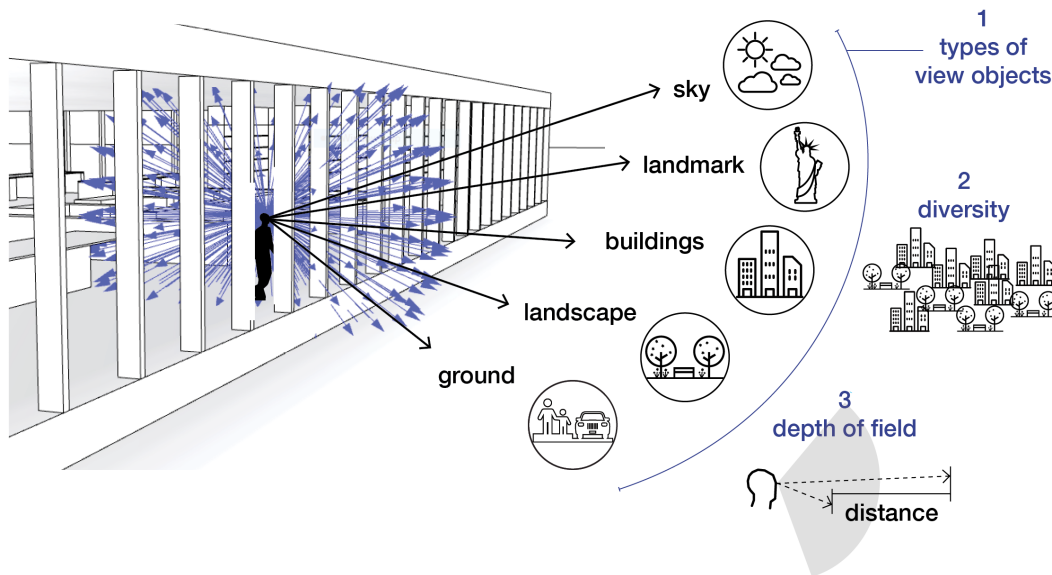 1
types of
view objects
sky
landmark
2
diversity
buildings
landscape
ground
3
depth of field
distance